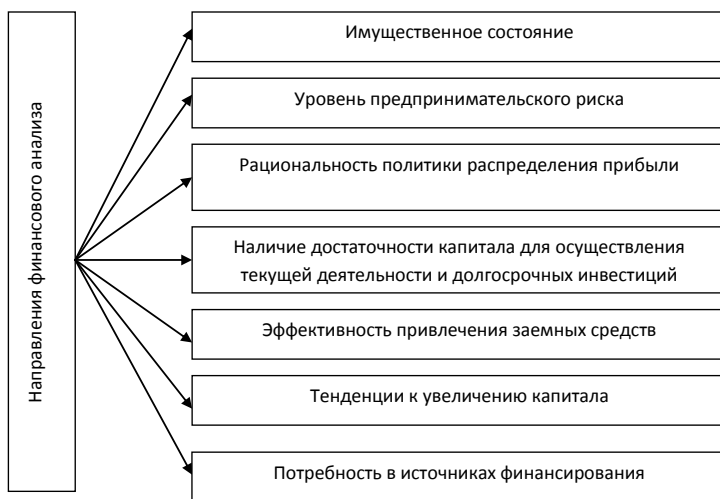 Направления финансового анализа
Имущественное состояние
Уровень предпринимательского риска
Рациональность политики распределения прибыли
Наличие достаточности капитала для осуществления
текущей деятельности и долгосрочных инвестиций
Эффективность привлечения заемных средств
Тенденции к увеличению капитала
Потребность в источниках финансирования